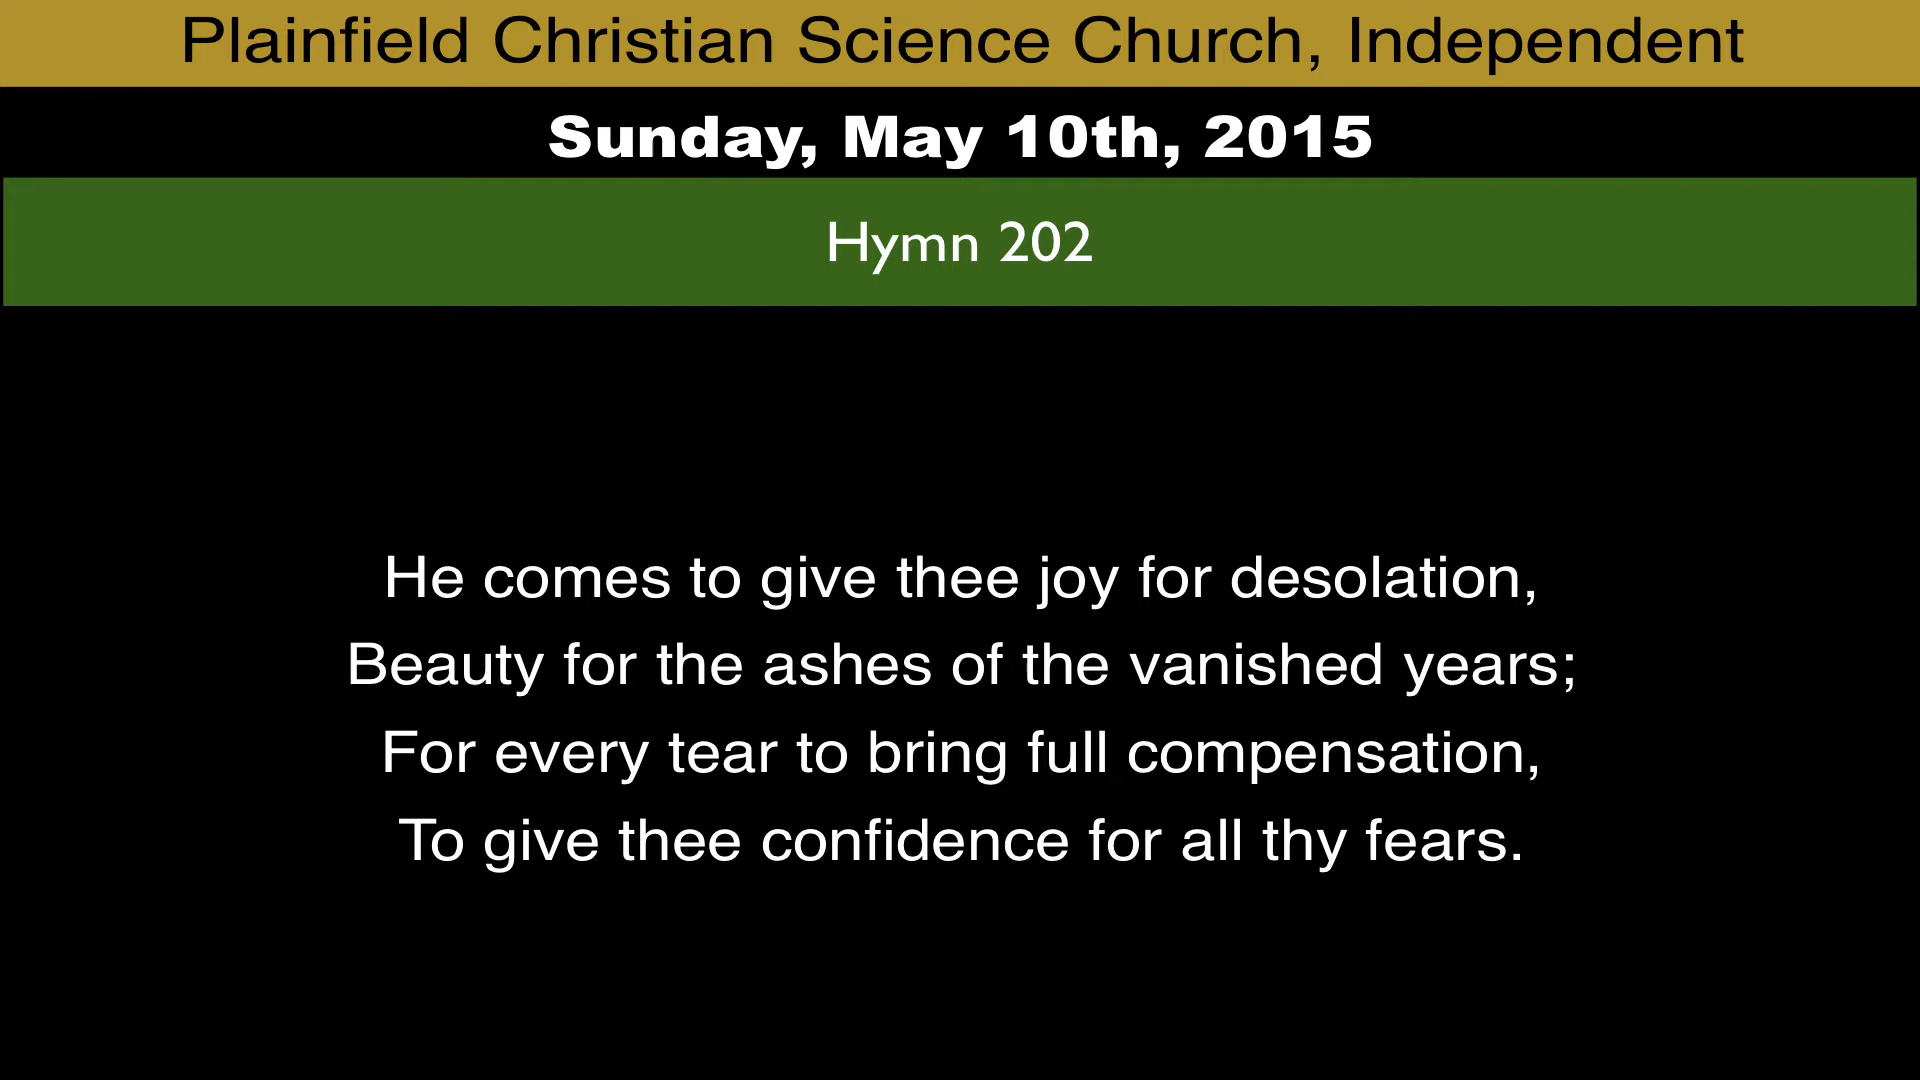 Plainfield Christian Science Church, Independent
Sunday, May 10th, 2015
Hymn 202
He comes to give thee joy for desolation,
Beauty for the ashes of the vanished years;
For every tear to bring full compensation,
To give thee confidence for all thy fears.